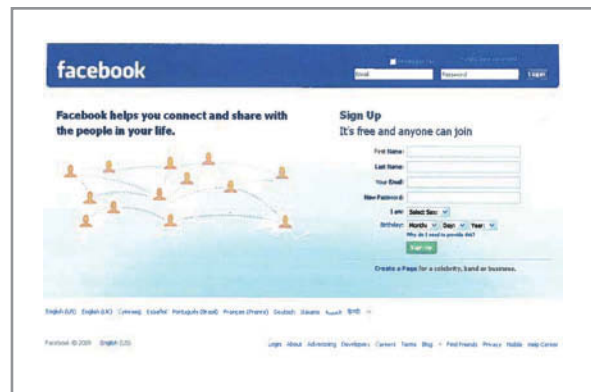 facebook
Email
Password
Login
Facebook helps you connect and share with
the people in your life.
Sign Up
It's free and anyone can join
First Name:
Last Name:
Your Email:
New Password:
I am: Select Sex:
Birthday: Month: Day: Year:
Why do I need to provide this?
Sign Up
Create a Page for a celebrity, band or business.
English (US) English (UK) Cymraeg Español Português (Brasil) Français (France) Deutsch Italiano العربية हिन्दी »
Facebook © 2009 English (US)
Login About Advertising Developers Careers Terms Blog Find Friends Privacy Mobile Help Center